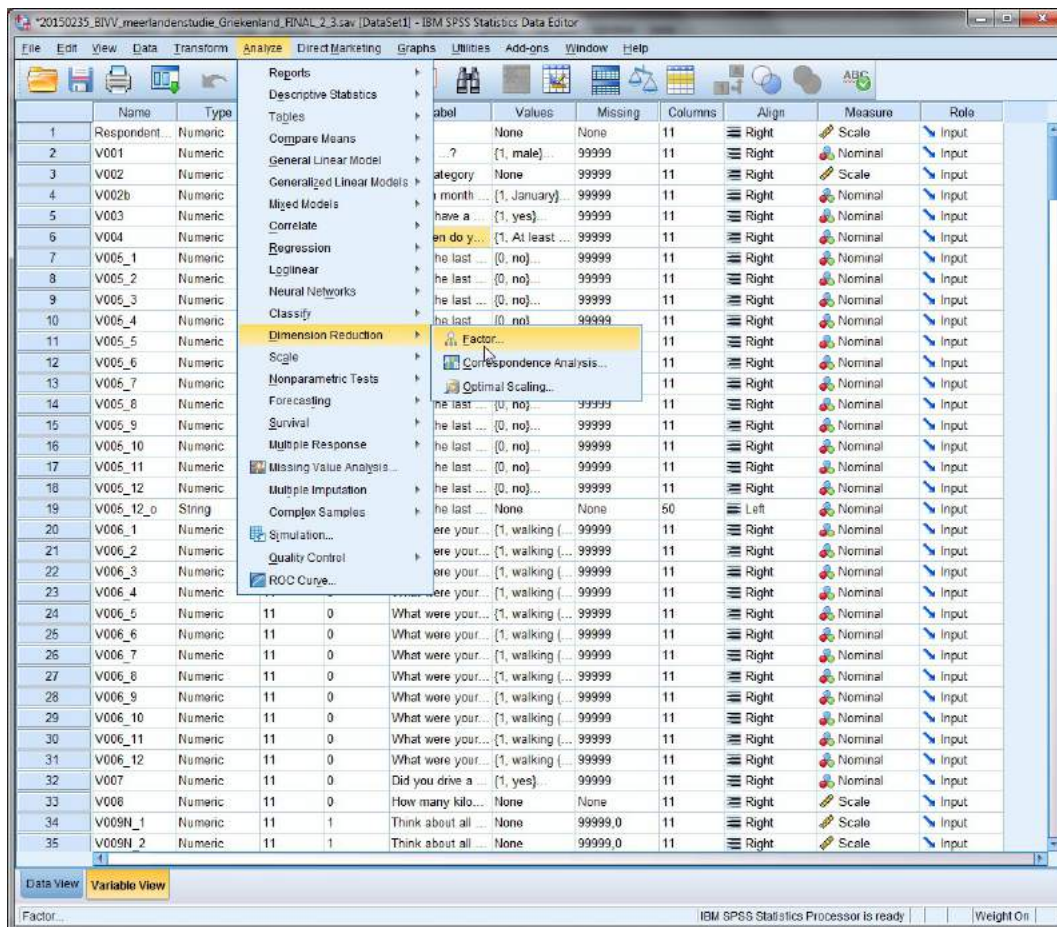 *20150235_BIVV_meerlandenstudie_Griekenland_FINAL_2_3.sav [DataSet1] - IBM SPSS Statistics Data Editor
File Edit View Data Transform Analyze Direct Marketing Graphs Utilities Add-ons Window Help
Reports
Descriptive Statistics
Tables
Compare Means
General Linear Model
Generalized Linear Models
Mixed Models
Correlate
Regression
Loglinear
Neural Networks
Classify
Dimension Reduction
Scale
Nonparametric Tests
Forecasting
Survival
Multiple Response
Missing Value Analysis...
Multiple Imputation
Complex Samples
Simulation...
Quality Control
ROC Curve...
Factor...
Correspondence Analysis...
Optimal Scaling...
Name Type abel Values Missing Columns Align Measure Role
1 Respondent... Numeric None None 11 Right Scale Input
2 V001 Numeric ...? {1, male}... 99999 11 Right Nominal Input
3 V002 Numeric ategory None 99999 11 Right Scale Input
4 V002b Numeric month ... {1, January}... 99999 11 Right Nominal Input
5 V003 Numeric have a ... {1, yes}... 99999 11 Right Nominal Input
6 V004 Numeric en do y... {1, At least ... 99999 11 Right Nominal Input
7 V005_1 Numeric he last ... {0, no}... 99999 11 Right Nominal Input
8 V005_2 Numeric he last ... {0, no}... 99999 11 Right Nominal Input
9 V005_3 Numeric he last ... {0, no}... 99999 11 Right Nominal Input
10 V005_4 Numeric he last {0, no} 99999 11 Right Nominal Input
11 V005_5 Numeric 11 Right Nominal Input
12 V005_6 Numeric 11 Right Nominal Input
13 V005_7 Numeric 11 Right Nominal Input
14 V005_8 Numeric he last ... {0, no}... 99999 11 Right Nominal Input
15 V005_9 Numeric he last ... {0, no}... 99999 11 Right Nominal Input
16 V005_10 Numeric he last ... {0, no}... 99999 11 Right Nominal Input
17 V005_11 Numeric he last ... {0, no}... 99999 11 Right Nominal Input
18 V005_12 Numeric he last ... {0, no}... 99999 11 Right Nominal Input
19 V005_12_o String he last ... None None 50 Left Nominal Input
20 V006_1 Numeric ere your... {1, walking (... 99999 11 Right Nominal Input
21 V006_2 Numeric ere your... {1, walking (... 99999 11 Right Nominal Input
22 V006_3 Numeric ere your... {1, walking (... 99999 11 Right Nominal Input
23 V006_4 Numeric ere your... {1, walking (... 99999 11 Right Nominal Input
24 V006_5 Numeric 11 0 What were your... {1, walking (... 99999 11 Right Nominal Input
25 V006_6 Numeric 11 0 What were your... {1, walking (... 99999 11 Right Nominal Input
26 V006_7 Numeric 11 0 What were your... {1, walking (... 99999 11 Right Nominal Input
27 V006_8 Numeric 11 0 What were your... {1, walking (... 99999 11 Right Nominal Input
28 V006_9 Numeric 11 0 What were your... {1, walking (... 99999 11 Right Nominal Input
29 V006_10 Numeric 11 0 What were your... {1, walking (... 99999 11 Right Nominal Input
30 V006_11 Numeric 11 0 What were your... {1, walking (... 99999 11 Right Nominal Input
31 V006_12 Numeric 11 0 What were your... {1, walking (... 99999 11 Right Nominal Input
32 V007 Numeric 11 0 Did you drive a ... {1, yes}... 99999 11 Right Nominal Input
33 V008 Numeric 11 0 How many kilo... None None 11 Right Scale Input
34 V009N_1 Numeric 11 1 Think about all ... None 99999,0 11 Right Scale Input
35 V009N_2 Numeric 11 1 Think about all ... None 99999,0 11 Right Scale Input
Data View Variable View
Factor... IBM SPSS Statistics Processor is ready Weight On